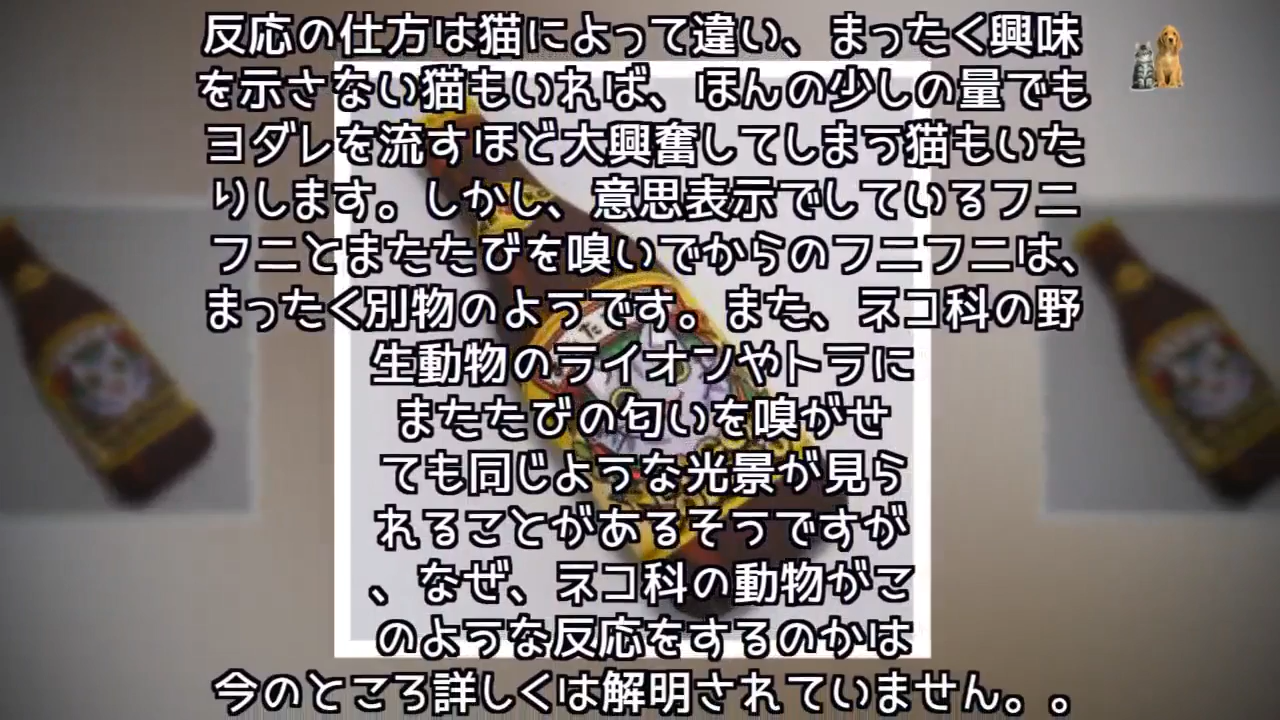 反応の仕方は猫によって違い、まったく興味
を示さない猫もいれば、ほんの少しの量でも
ヨダレを流すほど大興奮してしまう猫もいた
りします。しかし、意思表示でしているフニ
フニとまたたびを嗅いでからのフニフニは、
まったく別物のようです。また、ネコ科の野
生動物のライオンやトラに
またたびの匂いを嗅がせ
ても同じような光景が見ら
れることがあるそうですが
、なぜ、ネコ科の動物がこ
のような反応をするのかは
今のところ詳しくは解明されていません。。